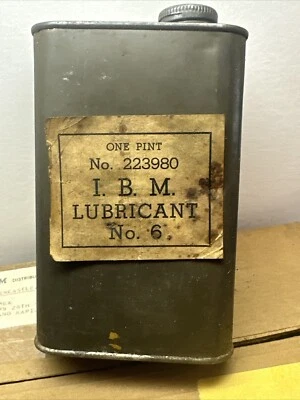 ONE PINT
No. 223980
I. B. M.
LUBRICANT
No. 6